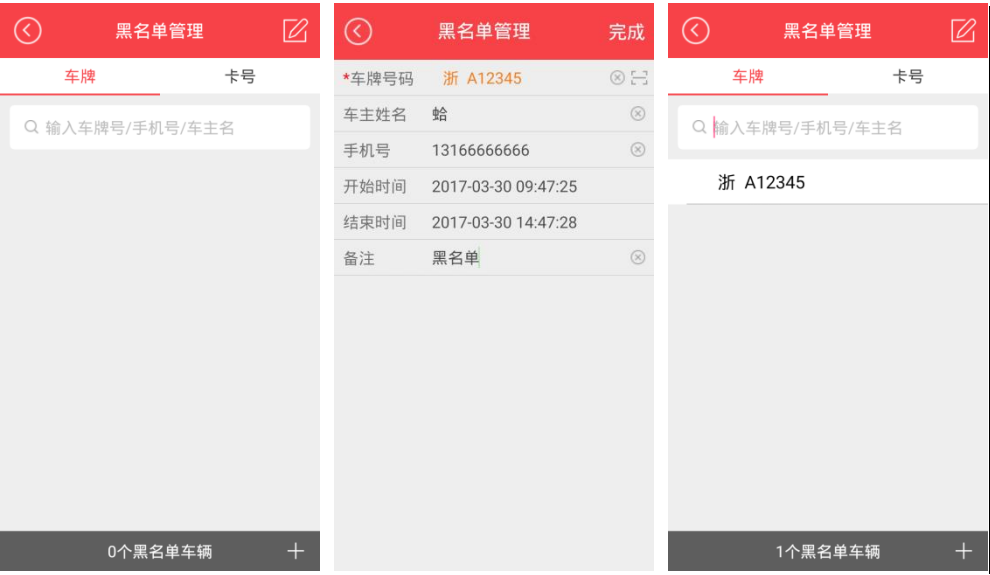 黑名单管理
车牌 卡号
输入车牌号/手机号/车主名
0个黑名单车辆
黑名单管理 完成
*车牌号码 浙 A12345
车主姓名 蛤
手机号 13166666666
开始时间 2017-03-30 09:47:25
结束时间 2017-03-30 14:47:28
备注 黑名单
黑名单管理
车牌 卡号
输入车牌号/手机号/车主名
浙 A12345
1个黑名单车辆